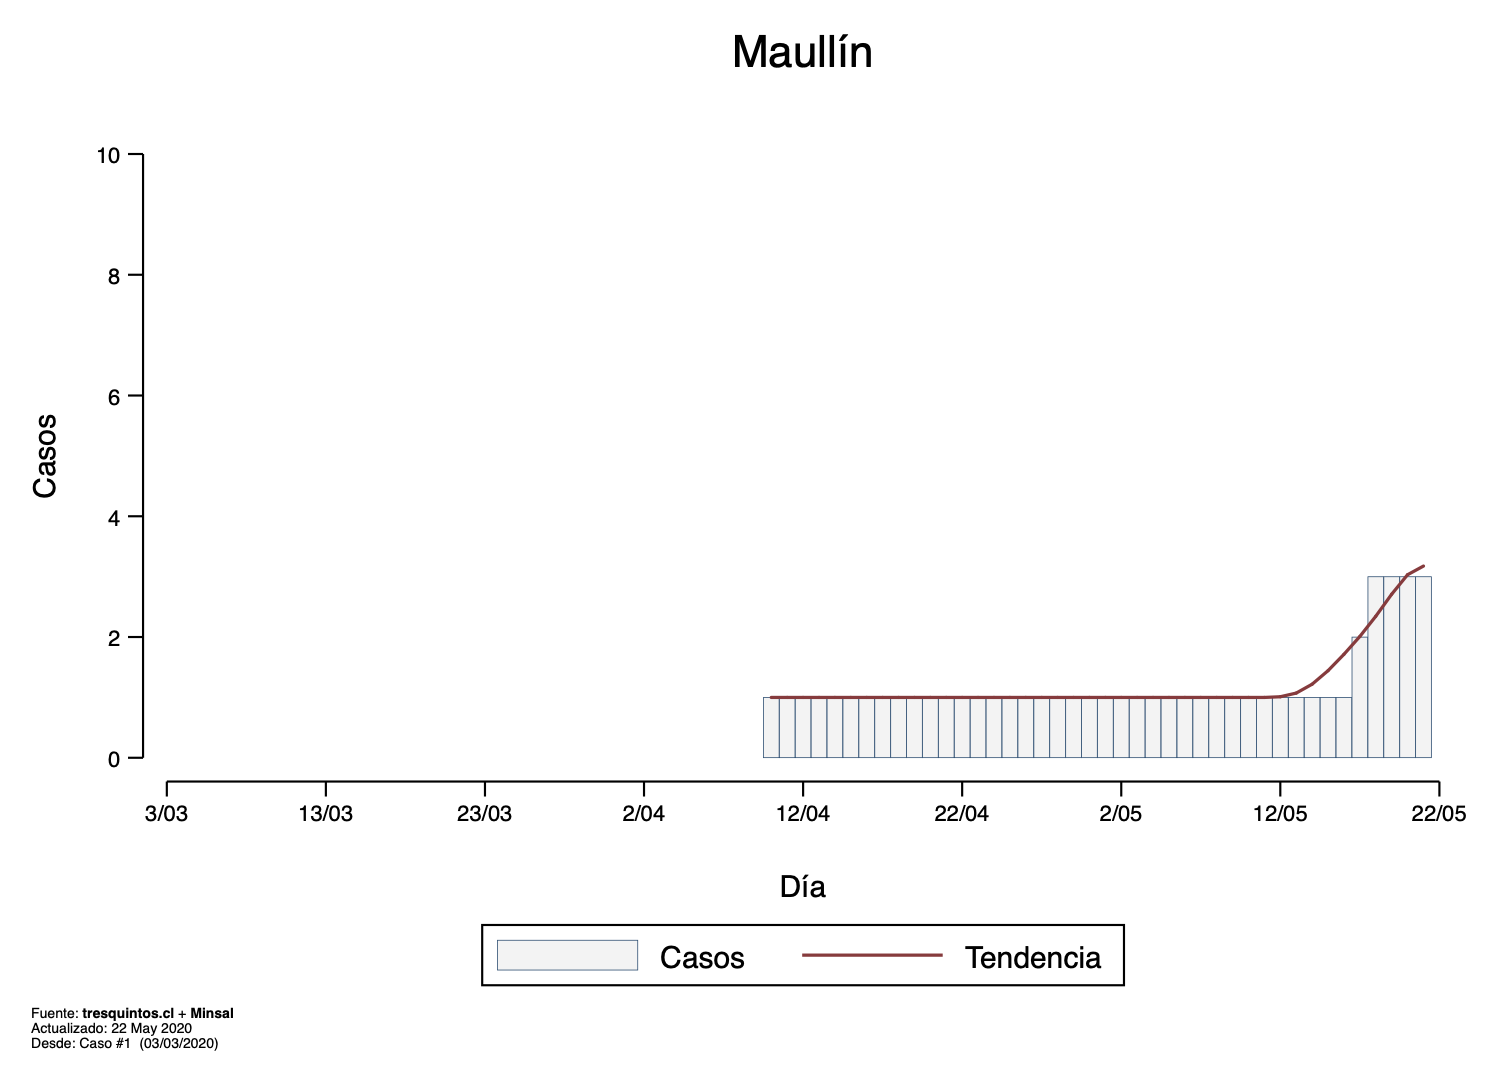 Maullín
10
8
6
4
2
0
Casos
3/03 13/03 23/03 2/04 12/04 22/04 2/05 12/05 22/05
Día
Casos Tendencia
Fuente: tresquintos.cl + Minsal
Actualizado: 22 May 2020
Desde: Caso #1 (03/03/2020)